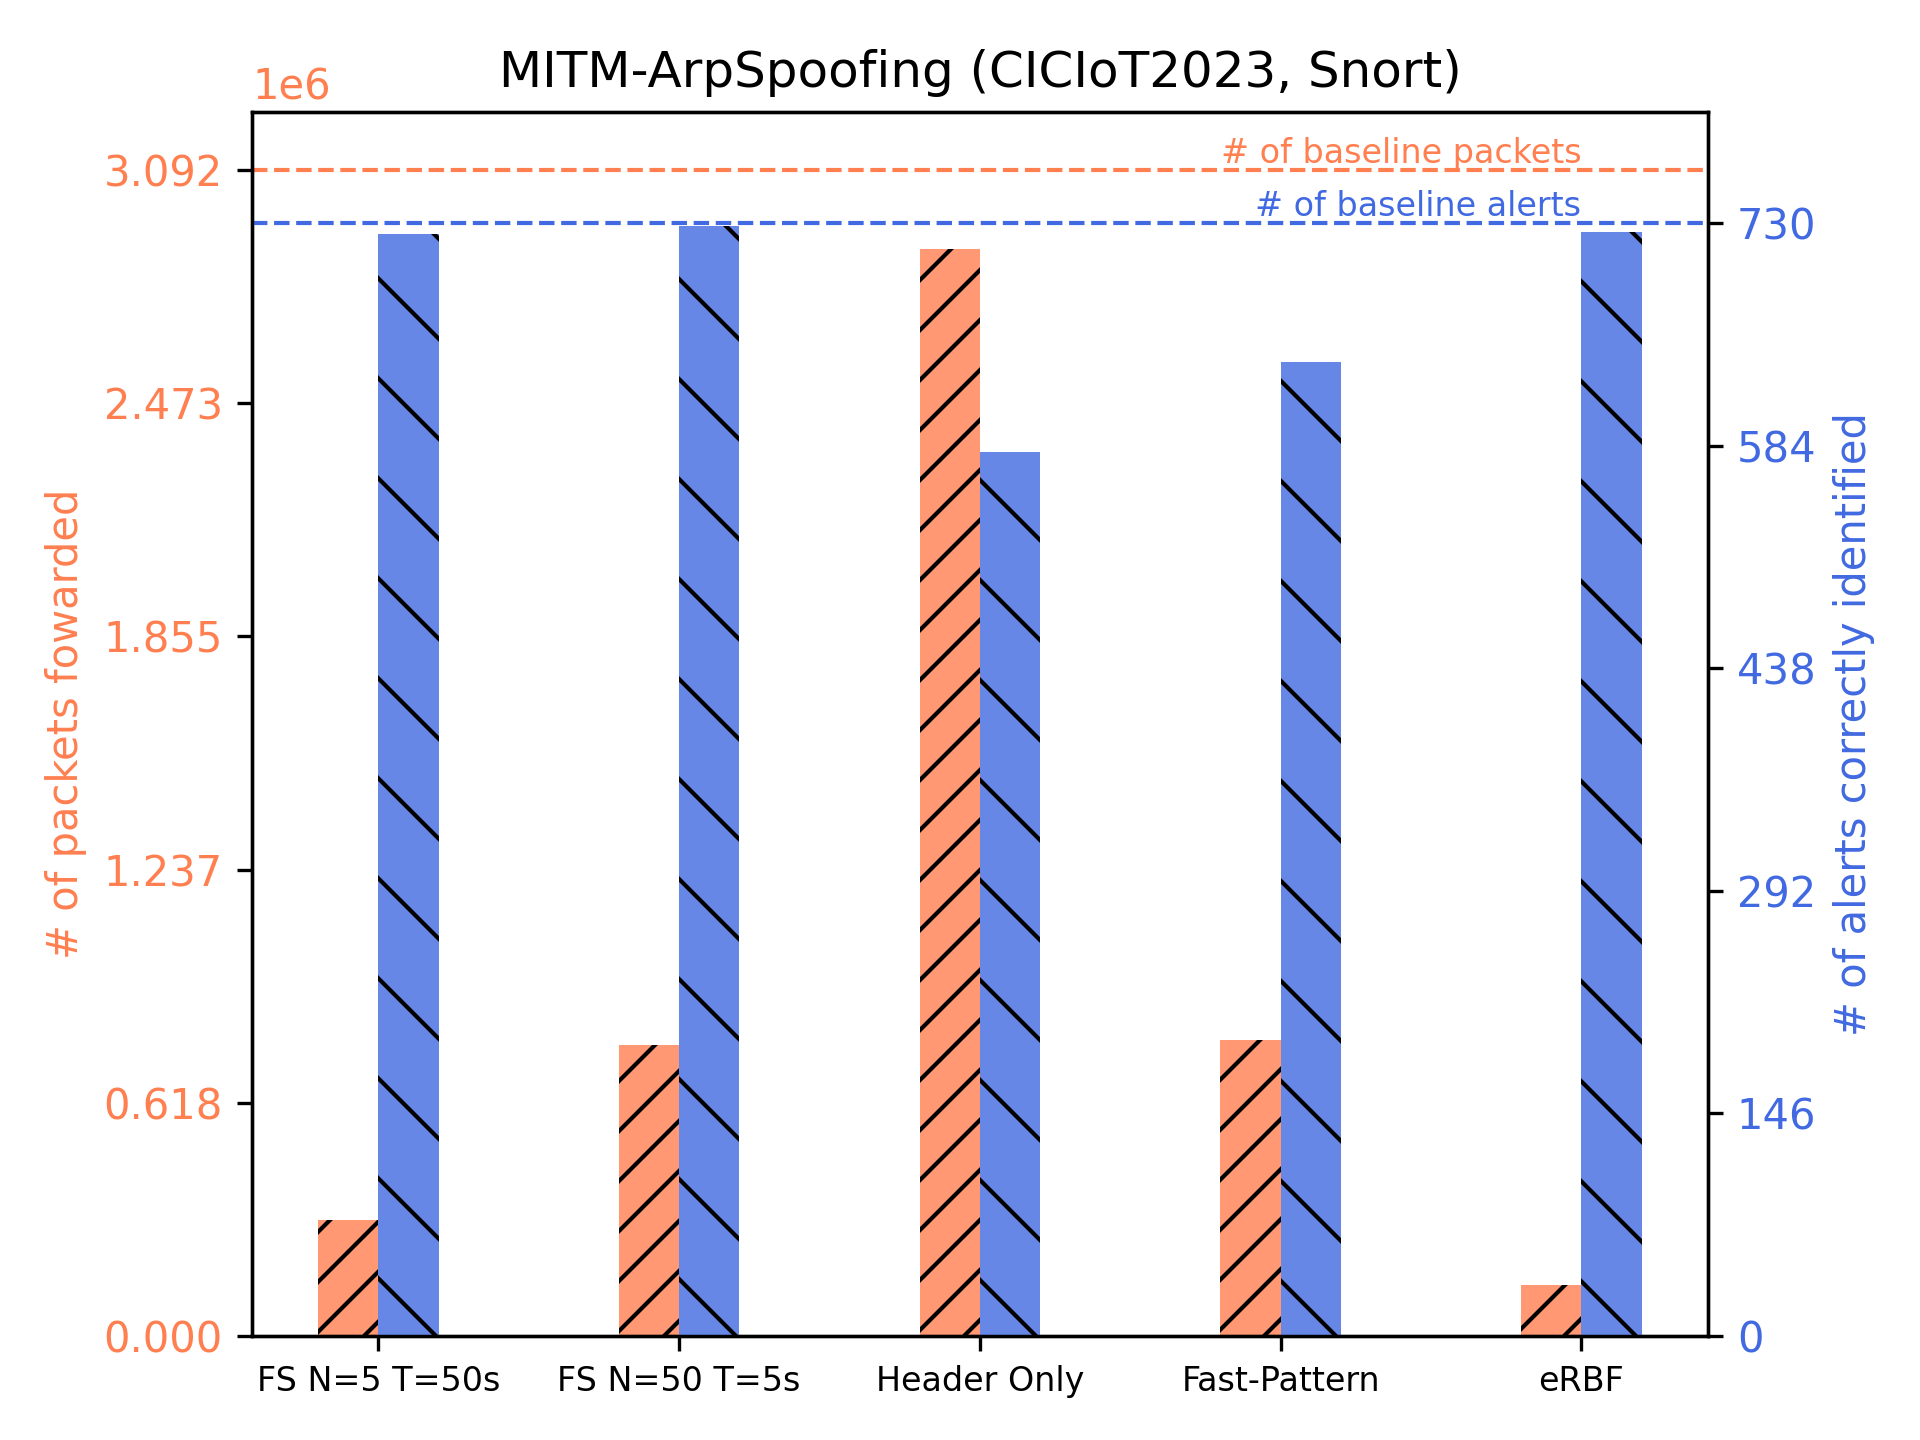 MITM-ArpSpoofing (CICIoT2023, Snort)
1e6
# of baseline packets
# of baseline alerts
3.092
2.473
1.855
1.237
0.618
0.000
# of packets fowarded
730
584
438
292
146
0
# of alerts correctly identified
FS N=5 T=50s
FS N=50 T=5s
Header Only
Fast-Pattern
eRBF